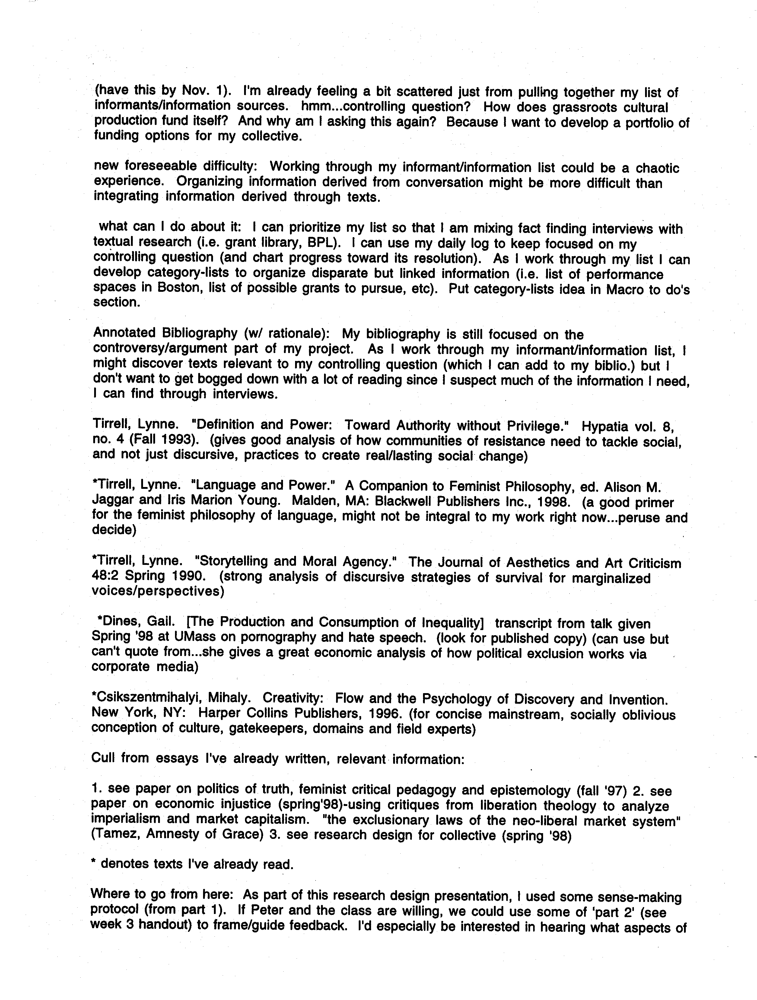 (have this by Nov. 1). I'm already feeling a bit scattered just from pulling together my list of
informants/information sources. hmm...controlling question? How does grassroots cultural
production fund itself? And why am I asking this again? Because I want to develop a portfolio of
funding options for my collective.
new foreseeable difficulty: Working through my informant/information list could be a chaotic
experience. Organizing information derived from conversation might be more difficult than
integrating information derived through texts.
what can I do about it: I can prioritize my list so that I am mixing fact finding interviews with
textual research (i.e. grant library, BPL). I can use my daily log to keep focused on my
controlling question (and chart progress toward its resolution). As I work through my list I can
develop category-lists to organize disparate but linked information (i.e. list of performance
spaces in Boston, list of possible grants to pursue, etc). Put category-lists idea in Macro to do's
section.
Annotated Bibliography (w/ rationale): My bibliography is still focused on the
controversy/argument part of my project. As I work through my informant/information list, I
might discover texts relevant to my controlling question (which I can add to my biblio.) but I
don't want to get bogged down with a lot of reading since I suspect much of the information I need,
I can find through interviews.
Tirrell, Lynne. "Definition and Power: Toward Authority without Privilege." Hypatia vol. 8,
no. 4 (Fall 1993). (gives good analysis of how communities of resistance need to tackle social,
and not just discursive, practices to create real/lasting social change)
*Tirrell, Lynne. "Language and Power." A Companion to Feminist Philosophy, ed. Alison M.
Jaggar and Iris Marion Young. Malden, MA: Blackwell Publishers Inc., 1998. (a good primer
for the feminist philosophy of language, might not be integral to my work right now...peruse and
decide)
*Tirrell, Lynne. "Storytelling and Moral Agency." The Journal of Aesthetics and Art Criticism
48:2 Spring 1990. (strong analysis of discursive strategies of survival for marginalized
voices/perspectives)
*Dines, Gail. [The Production and Consumption of Inequality] transcript from talk given
Spring '98 at UMass on pornography and hate speech. (look for published copy) (can use but
can't quote from...she gives a great economic analysis of how political exclusion works via
corporate media)
*Csikszentmihalyi, Mihaly. Creativity: Flow and the Psychology of Discovery and Invention.
New York, NY: Harper Collins Publishers, 1996. (for concise mainstream, socially oblivious
conception of culture, gatekeepers, domains and field experts)
Cull from essays I've already written, relevant information:
1. see paper on politics of truth, feminist critical pedagogy and epistemology (fall '97) 2. see
paper on economic injustice (spring'98)-using critiques from liberation theology to analyze
imperialism and market capitalism. "the exclusionary laws of the neo-liberal market system"
(Tamez, Amnesty of Grace) 3. see research design for collective (spring '98)
* denotes texts I've already read.
Where to go from here: As part of this research design presentation, I used some sense-making
protocol (from part 1). If Peter and the class are willing, we could use some of 'part 2' (see
week 3 handout) to frame/guide feedback. I'd especially be interested in hearing what aspects of